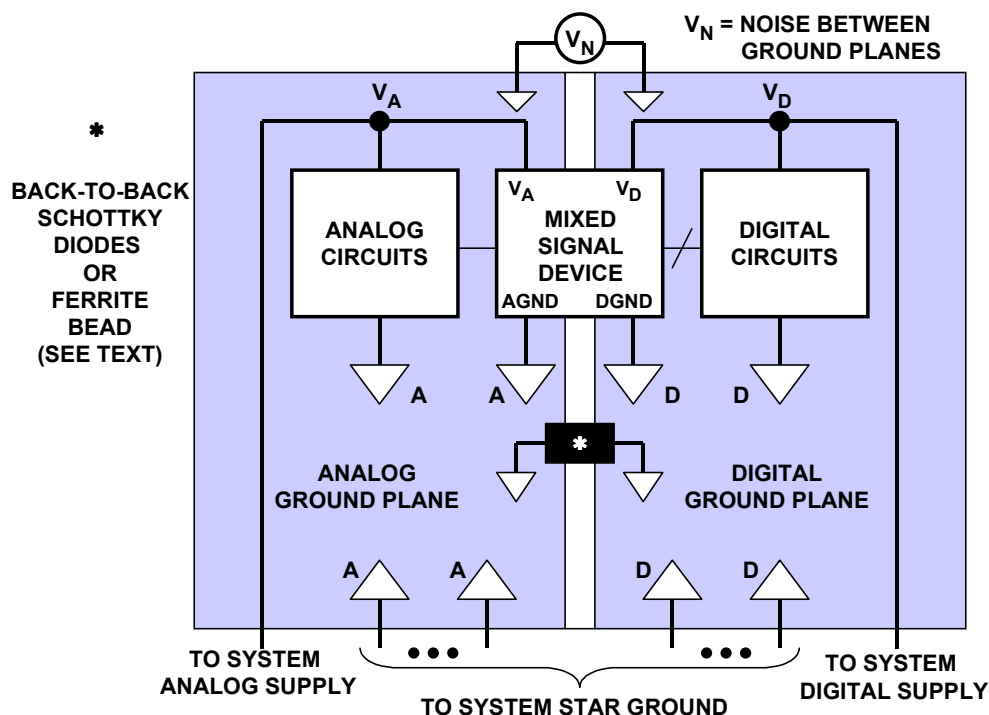 V_N
V_N = NOISE BETWEEN
GROUND PLANES
*
BACK-TO-BACK
SCHOTTKY
DIODES
OR
FERRITE
BEAD
(SEE TEXT)
V_A
V_D
ANALOG
CIRCUITS
V_A V_D
MIXED
SIGNAL
DEVICE
AGND DGND
DIGITAL
CIRCUITS
A
A
D
D
*
ANALOG
GROUND PLANE
DIGITAL
GROUND PLANE
A
A
D
D
TO SYSTEM
ANALOG SUPPLY
TO SYSTEM STAR GROUND
TO SYSTEM
DIGITAL SUPPLY